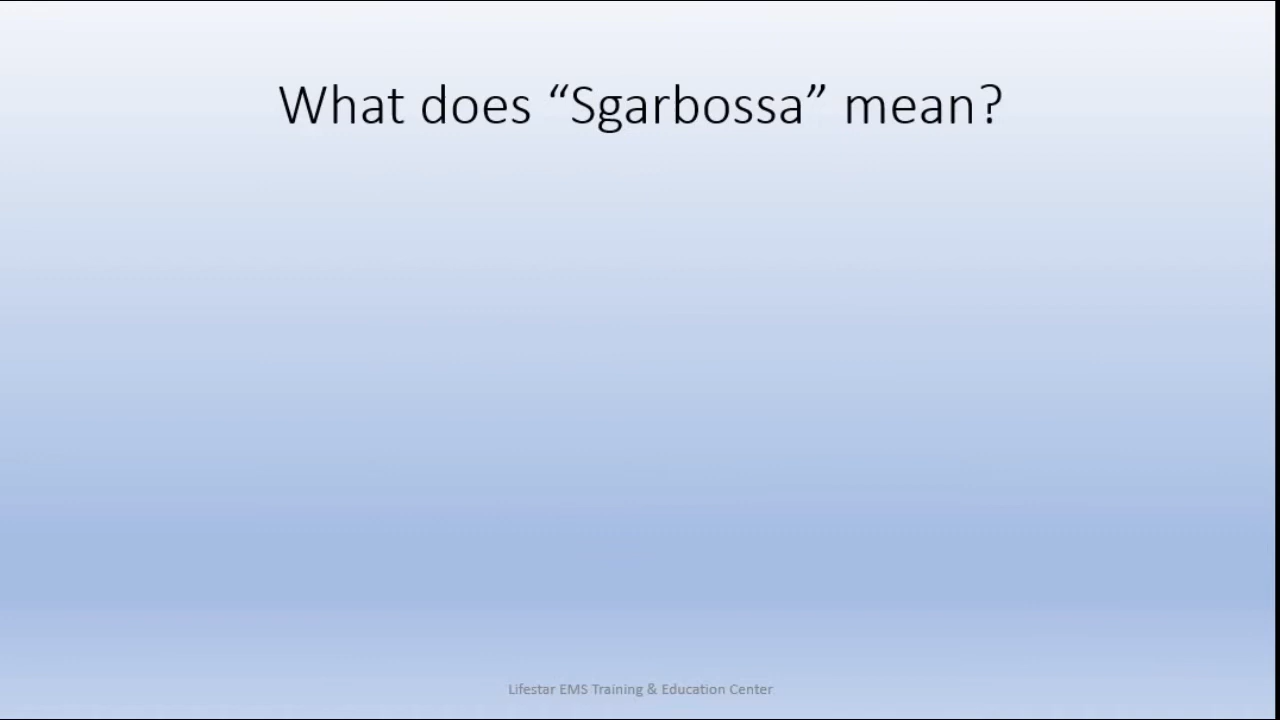 What does “Sgarbossa” mean?
Lifestar EMS Training & Education Center